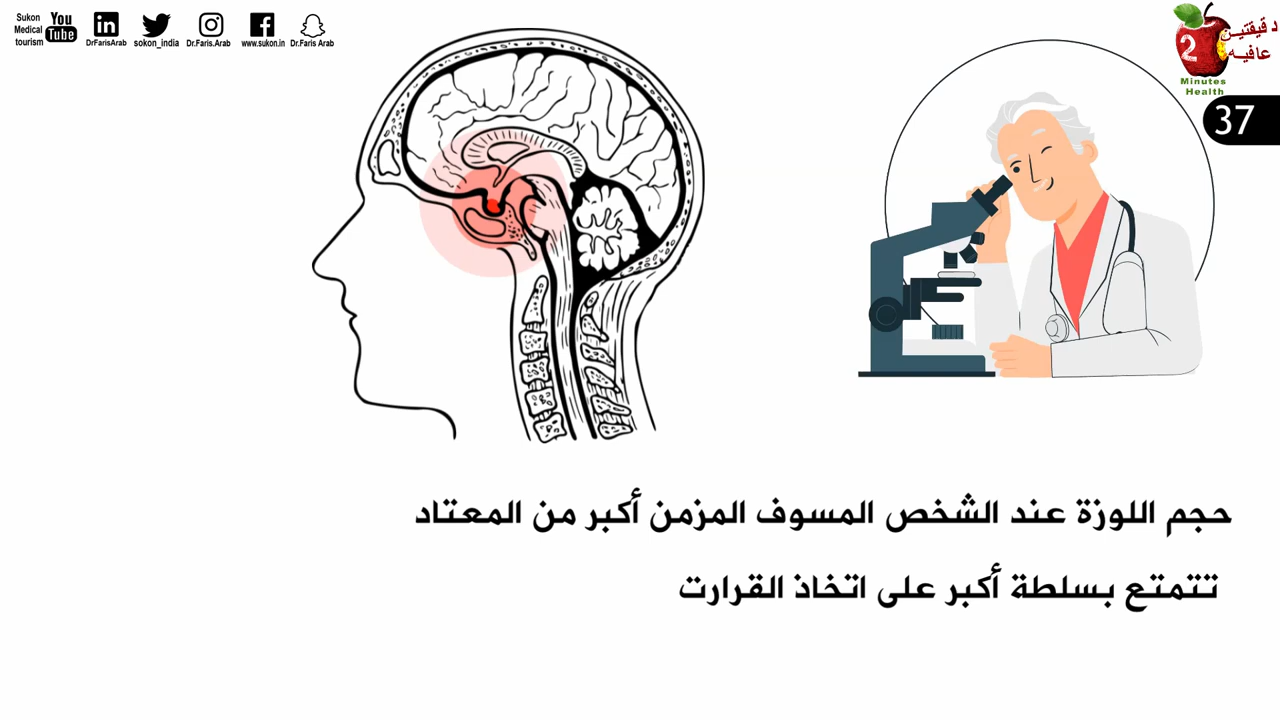 Sukon
Medical
tourism
You
Tube
DrFarisArab
sokon_india
Dr.Faris.Arab
www.sukon.in
Dr.Faris Arab
2
دقيقتين
عافيه
Minutes
Health
37
حجم اللوزة عند الشخص المسوف المزمن أكبر من المعتاد
تتمتع بسلطة أكبر على اتخاذ القرارت